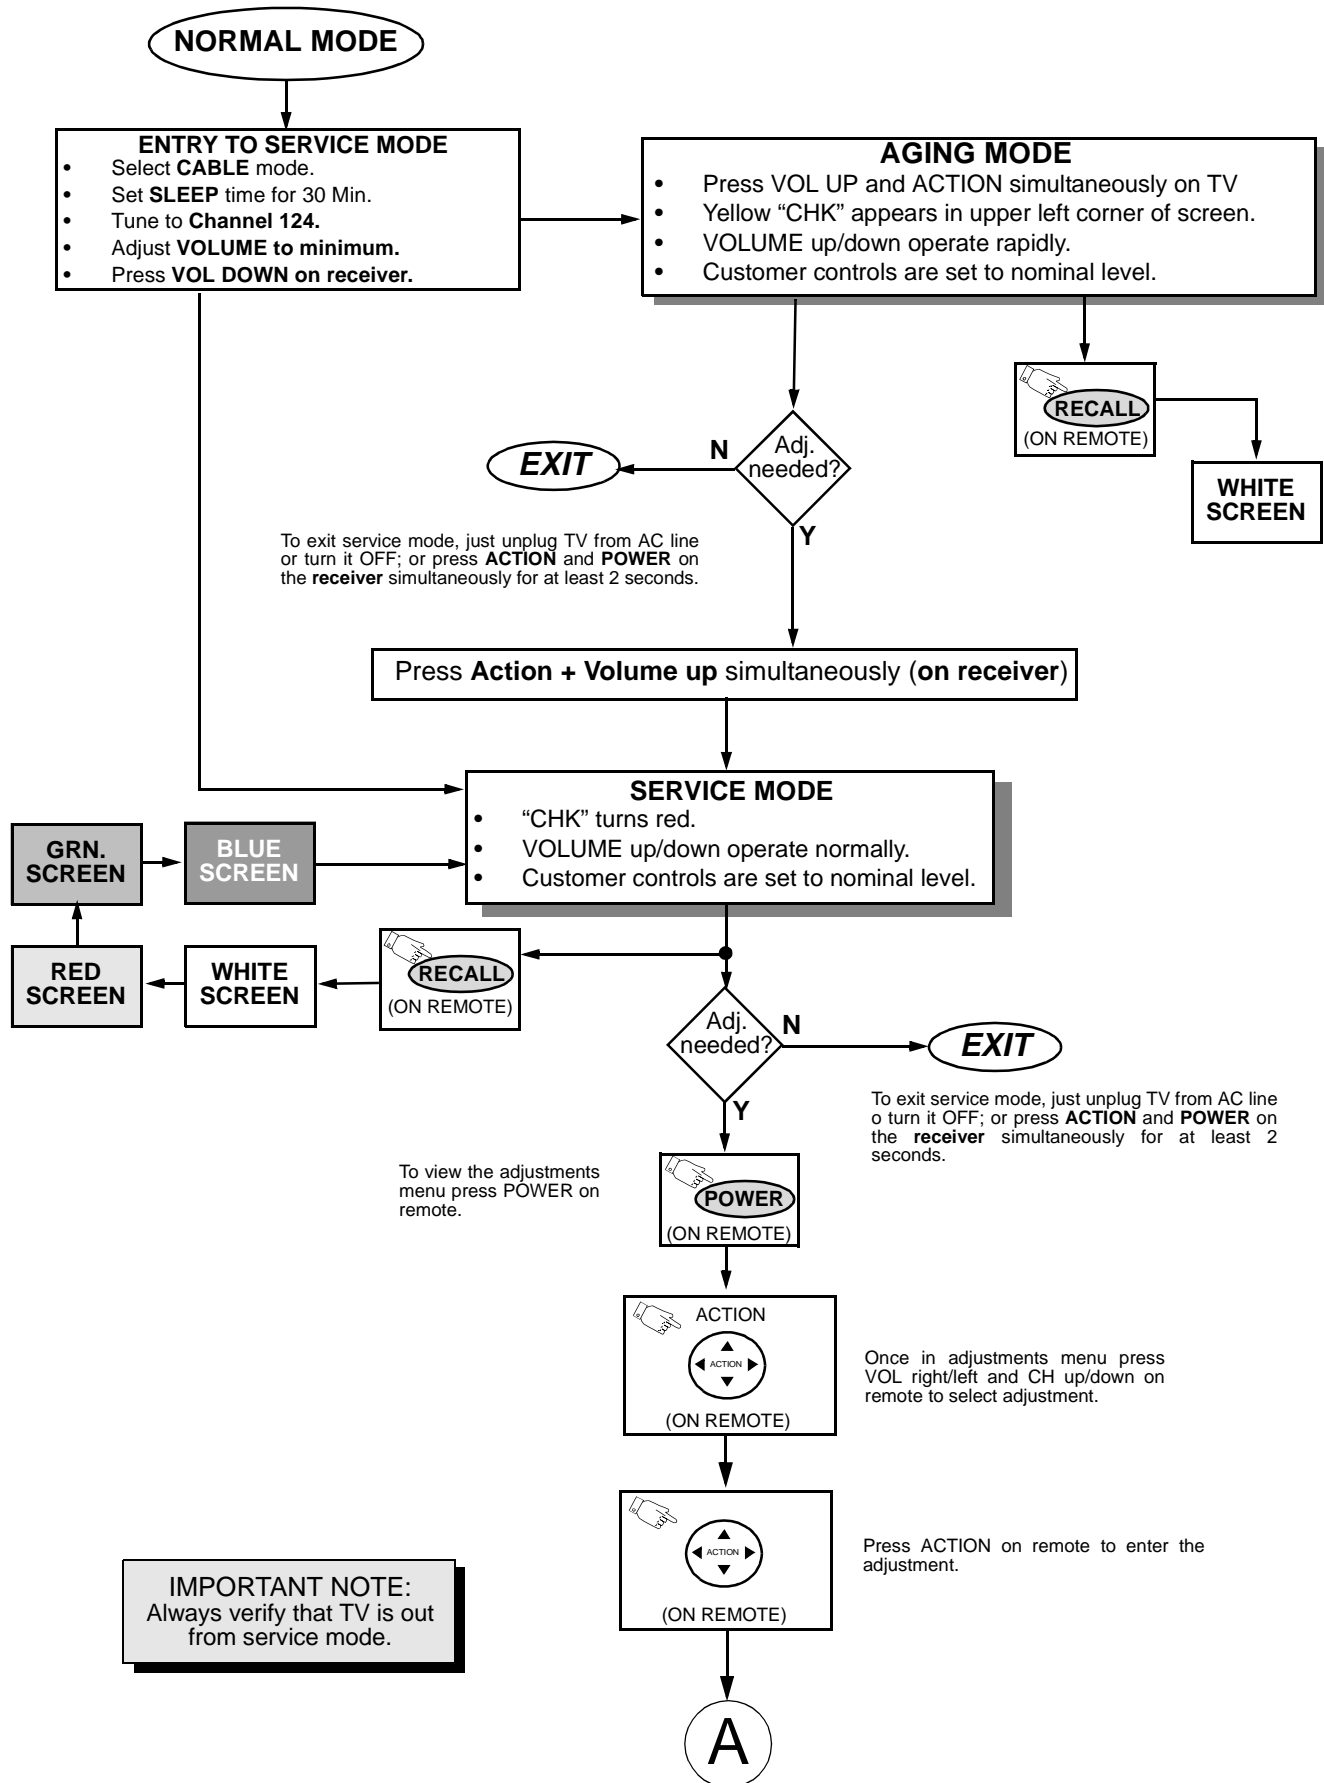 NORMAL MODE
ENTRY TO SERVICE MODE
• Select CABLE mode.
• Set SLEEP time for 30 Min.
• Tune to Channel 124.
• Adjust VOLUME to minimum.
• Press VOL DOWN on receiver.
AGING MODE
• Press VOL UP and ACTION simultaneously on TV
• Yellow “CHK” appears in upper left corner of screen.
• VOLUME up/down operate rapidly.
• Customer controls are set to nominal level.
RECALL
(ON REMOTE)
WHITE
SCREEN
Adj.
needed?
N
EXIT
Y
To exit service mode, just unplug TV from AC line
or turn it OFF; or press ACTION and POWER on
the receiver simultaneously for at least 2 seconds.
Press Action + Volume up simultaneously (on receiver)
SERVICE MODE
• “CHK” turns red.
• VOLUME up/down operate normally.
• Customer controls are set to nominal level.
GRN.
SCREEN
BLUE
SCREEN
RED
SCREEN
WHITE
SCREEN
RECALL
(ON REMOTE)
Adj.
needed?
N
EXIT
Y
To exit service mode, just unplug TV from AC line
o turn it OFF; or press ACTION and POWER on
the receiver simultaneously for at least 2
seconds.
To view the adjustments
menu press POWER on
remote.
POWER
(ON REMOTE)
ACTION
ACTION
(ON REMOTE)
Once in adjustments menu press
VOL right/left and CH up/down on
remote to select adjustment.
ACTION
(ON REMOTE)
Press ACTION on remote to enter the
adjustment.
IMPORTANT NOTE:
Always verify that TV is out
from service mode.
A